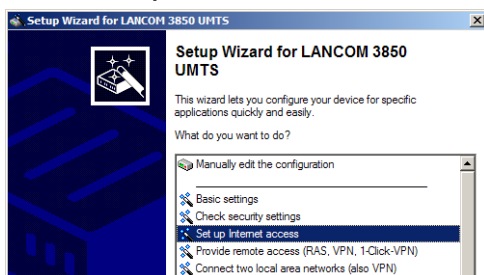 Setup Wizard for LANCOM 3850 UMTS
Setup Wizard for LANCOM 3850
UMTS
This wizard lets you configure your device for specific
applications quickly and easily.
What do you want to do?
Manually edit the configuration
Basic settings
Check security settings
Set up Internet access
Provide remote access (RAS, VPN, 1-Click-VPN)
Connect two local area networks (also VPN)